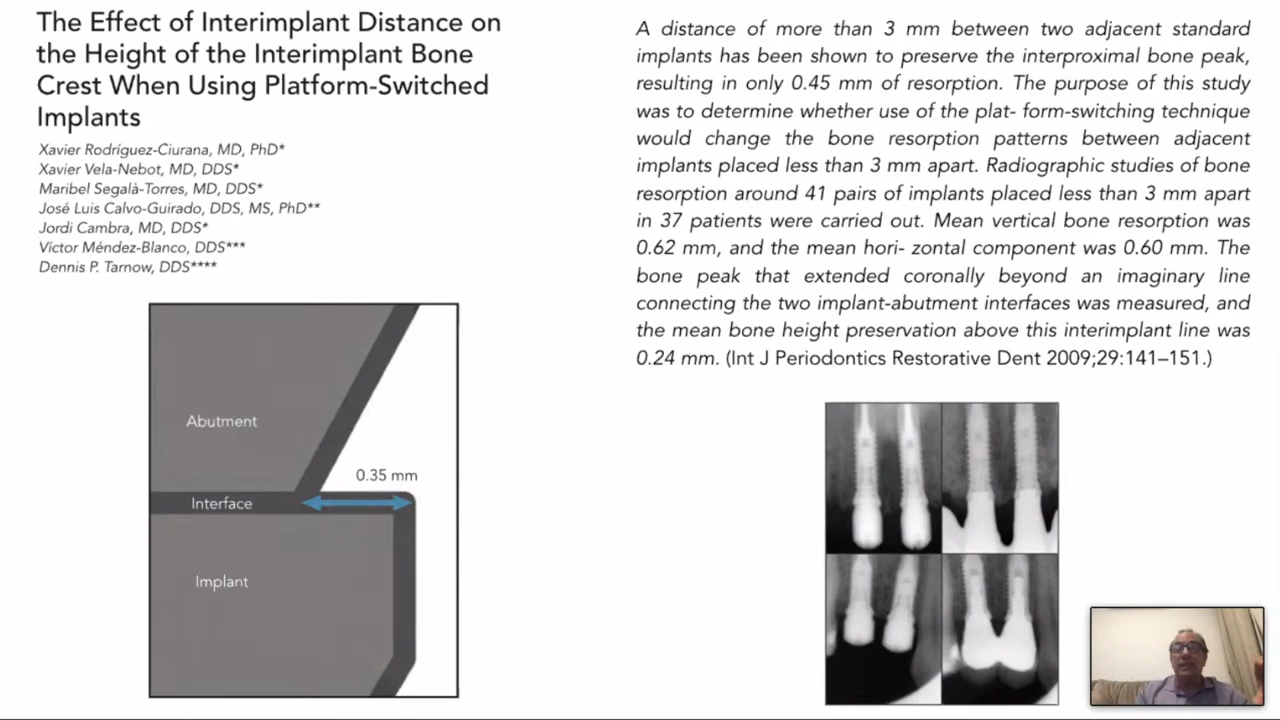 The Effect of Interimplant Distance on
the Height of the Interimplant Bone
Crest When Using Platform-Switched
Implants
Xavier Rodríguez-Ciurana, MD, PhD*
Xavier Vela-Nebot, MD, DDS*
Maribel Segalà-Torres, MD, DDS*
José Luis Calvo-Guirado, DDS, MS, PhD**
Jordi Cambra, MD, DDS*
Víctor Méndez-Blanco, DDS***
Dennis P. Tarnow, DDS****
Abutment
0.35 mm
Interface
Implant
A distance of more than 3 mm between two adjacent standard
implants has been shown to preserve the interproximal bone peak,
resulting in only 0.45 mm of resorption. The purpose of this study
was to determine whether use of the plat- form-switching technique
would change the bone resorption patterns between adjacent
implants placed less than 3 mm apart. Radiographic studies of bone
resorption around 41 pairs of implants placed less than 3 mm apart
in 37 patients were carried out. Mean vertical bone resorption was
0.62 mm, and the mean hori- zontal component was 0.60 mm. The
bone peak that extended coronally beyond an imaginary line
connecting the two implant-abutment interfaces was measured, and
the mean bone height preservation above this interimplant line was
0.24 mm. (Int J Periodontics Restorative Dent 2009;29:141–151.)